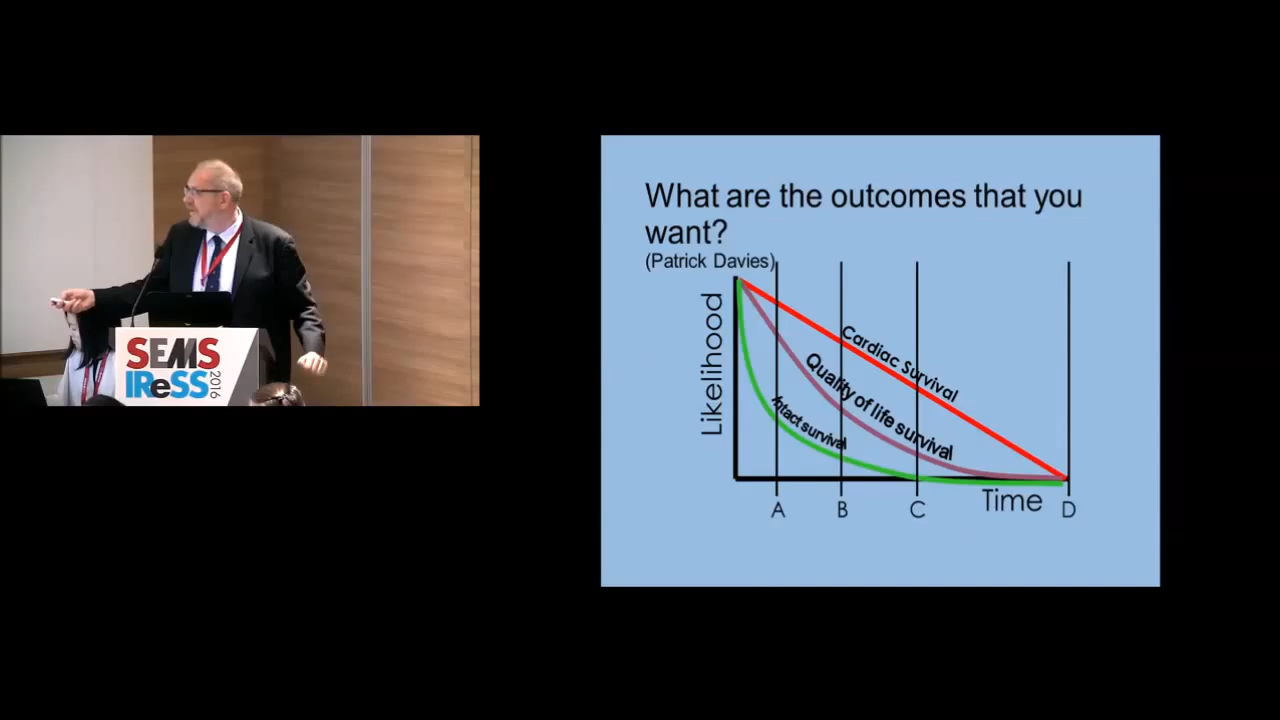 SEMS
IReSS
2016
What are the outcomes that you
want?
(Patrick Davies)
Likelihood
Cardiac Survival
Quality of life survival
Intact survival
Time
A
B
C
D